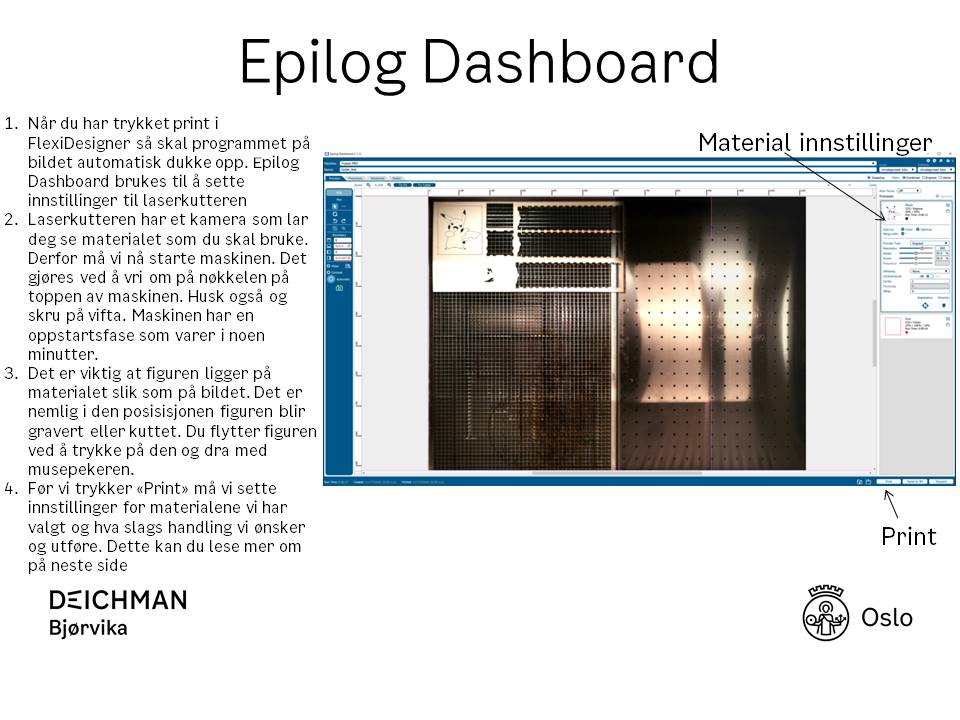 Epilog Dashboard
1. Når du har trykket print i
FlexiDesigner så skal programmet på
bildet automatisk dukke opp. Epilog
Dashboard brukes til å sette
innstillinger til laserkutteren
2. Laserkutteren har et kamera som lar
deg se materialet som du skal bruke.
Derfor må vi nå starte maskinen. Det
gjøres ved å vri om på nøkkelen på
toppen av maskinen. Husk også og
skru på vifta. Maskinen har en
oppstartsfase som varer i noen
minutter.
3. Det er viktig at figuren ligger på
materialet slik som på bildet. Det er
nemlig i den posisisjonen figuren blir
gravert eller kuttet. Du flytter figuren
ved å trykke på den og dra med
musepekeren.
4. Før vi trykker «Print» må vi sette
innstillinger for materialene vi har
valgt og hva slags handling vi ønsker
og utføre. Dette kan du lese mer om
på neste side
Material innstillinger
Print
DEICHMAN
Bjørvika
Oslo